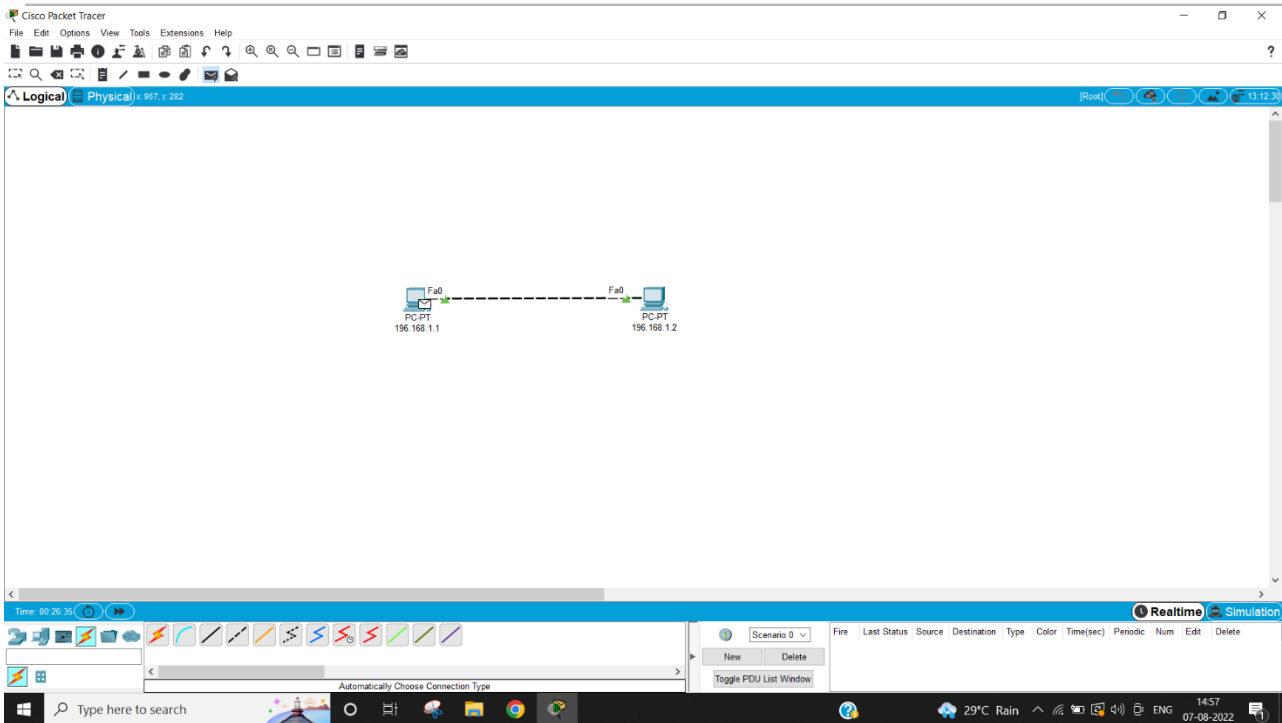 Cisco Packet Tracer
File Edit Options View Tools Extensions Help
?
Logical Physical x: 967, y: 282 [Root] 13:12:30
Fa0 Fa0
PC-PT PC-PT
196.168.1.1 196.168.1.2
Time: 00:26:35 Realtime Simulation
Scenario 0 Fire Last Status Source Destination Type Color Time(sec) Periodic Num Edit Delete
New Delete
Toggle PDU List Window
Automatically Choose Connection Type
Type here to search 29°C Rain ENG 14:57
07-08-2022